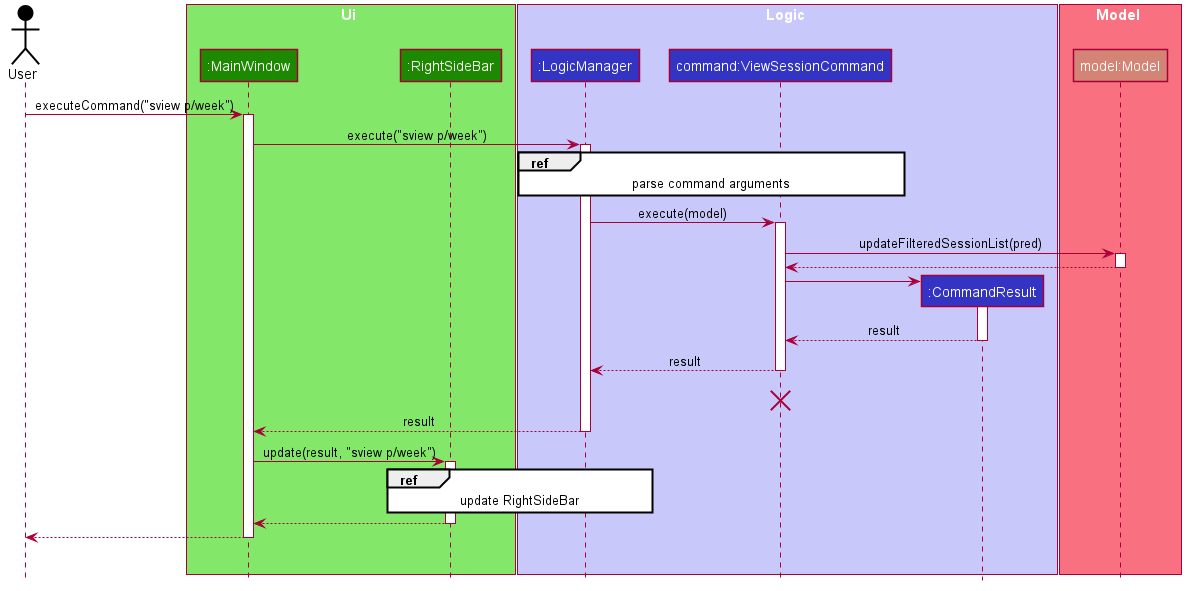 Ui
Logic
Model
User
:MainWindow
:RightSideBar
:LogicManager
command:ViewSessionCommand
model:Model
executeCommand("sview p/week")
execute("sview p/week")
ref
parse command arguments
execute(model)
updateFilteredSessionList(pred)
:CommandResult
result
result
result
update(result, "sview p/week")
ref
update RightSideBar